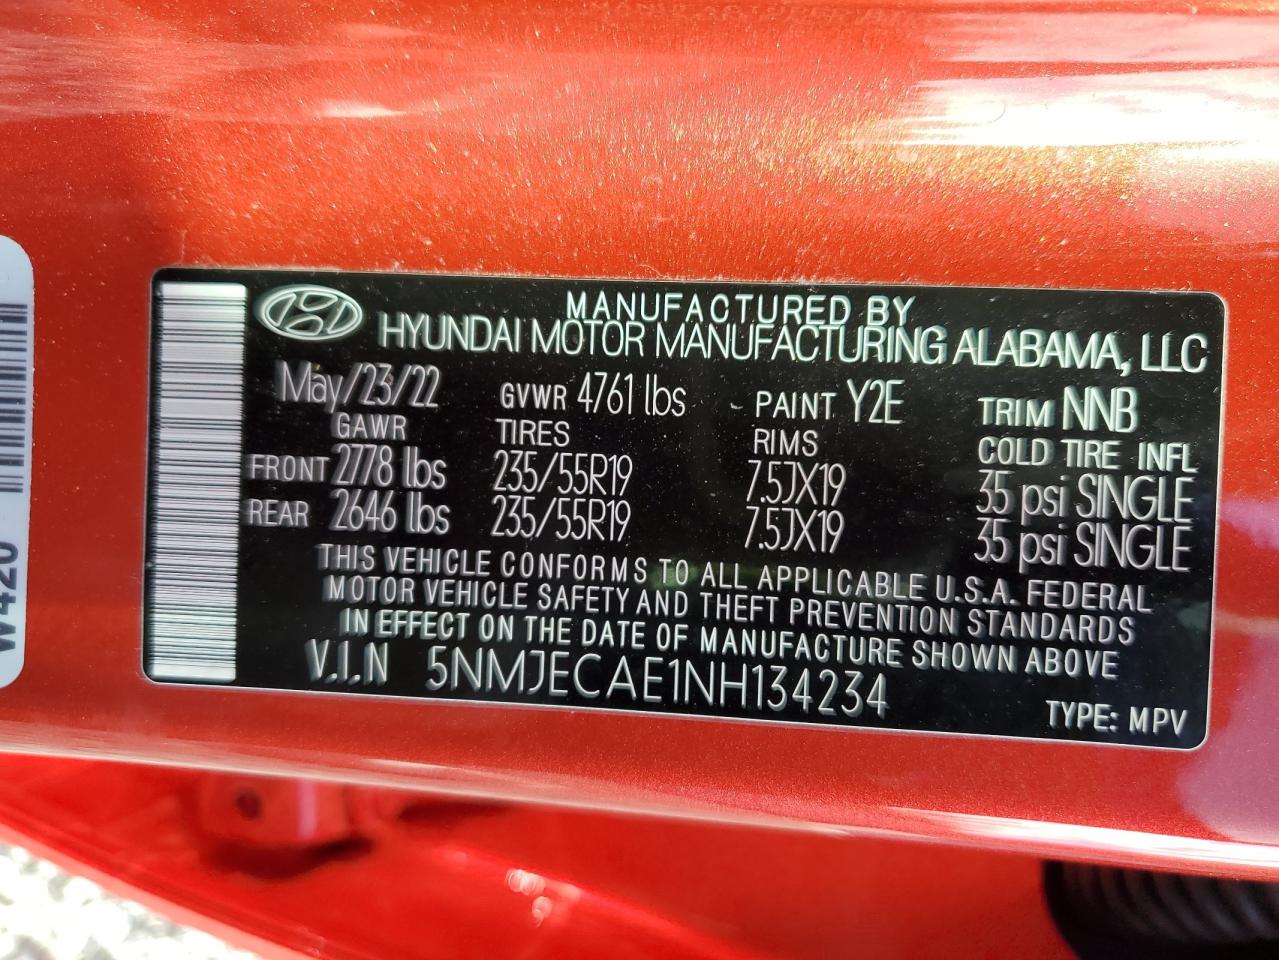 MANUFACTURED BY
HYUNDAI MOTOR MANUFACTURING ALABAMA, LLC
May/23/22 GVWR 4761 lbs PAINT Y2E TRIM NNB
GAWR TIRES RIMS COLD TIRE INFL
FRONT 2778 lbs 235/55R19 7.5JX19 35 psi SINGLE
REAR 2646 lbs 235/55R19 7.5JX19 35 psi SINGLE
THIS VEHICLE CONFORMS TO ALL APPLICABLE U.S.A. FEDERAL
MOTOR VEHICLE SAFETY AND THEFT PREVENTION STANDARDS
IN EFFECT ON THE DATE OF MANUFACTURE SHOWN ABOVE
V.I.N 5NMJECAE1NH134234
TYPE: MPV
W420